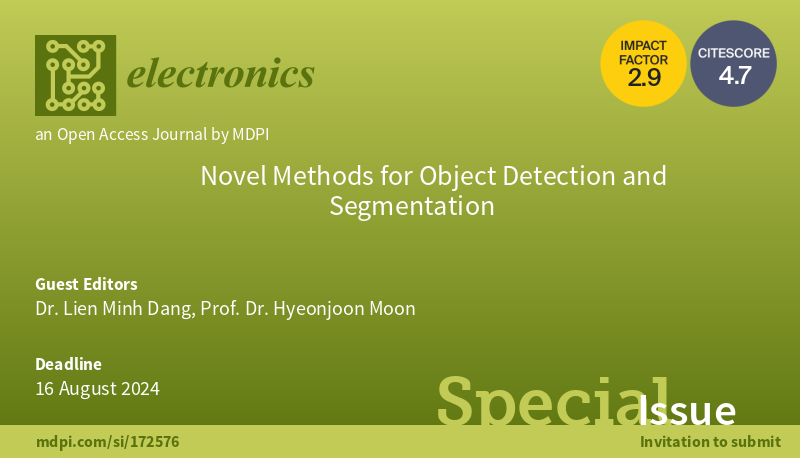 electronics
IMPACT
FACTOR
2.9
CITESCORE
4.7
an Open Access Journal by MDPI
Novel Methods for Object Detection and
Segmentation
Guest Editors
Dr. Lien Minh Dang, Prof. Dr. Hyeonjoon Moon
Deadline
16 August 2024
Special Issue
mdpi.com/si/172576
Invitation to submit